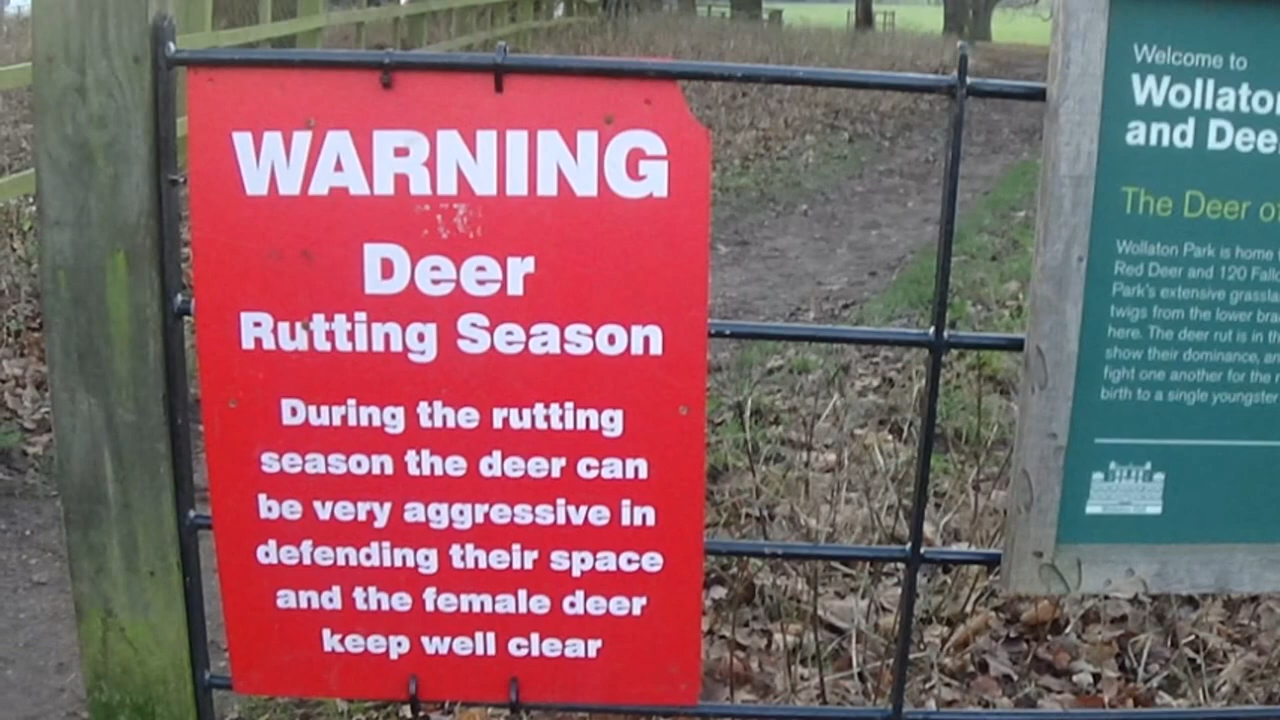 WARNING
Deer
Rutting Season
During the rutting
season the deer can
be very aggressive in
defending their space
and the female deer
keep well clear
Welcome to
Wollato
and Dee
The Deer o
Wollaton Park is home
Red Deer and 120 Fall
Park's extensive grassla
twigs from the lower bra
here. The deer rut is in th
show their dominance, an
fight one another for the
birth to a single youngster